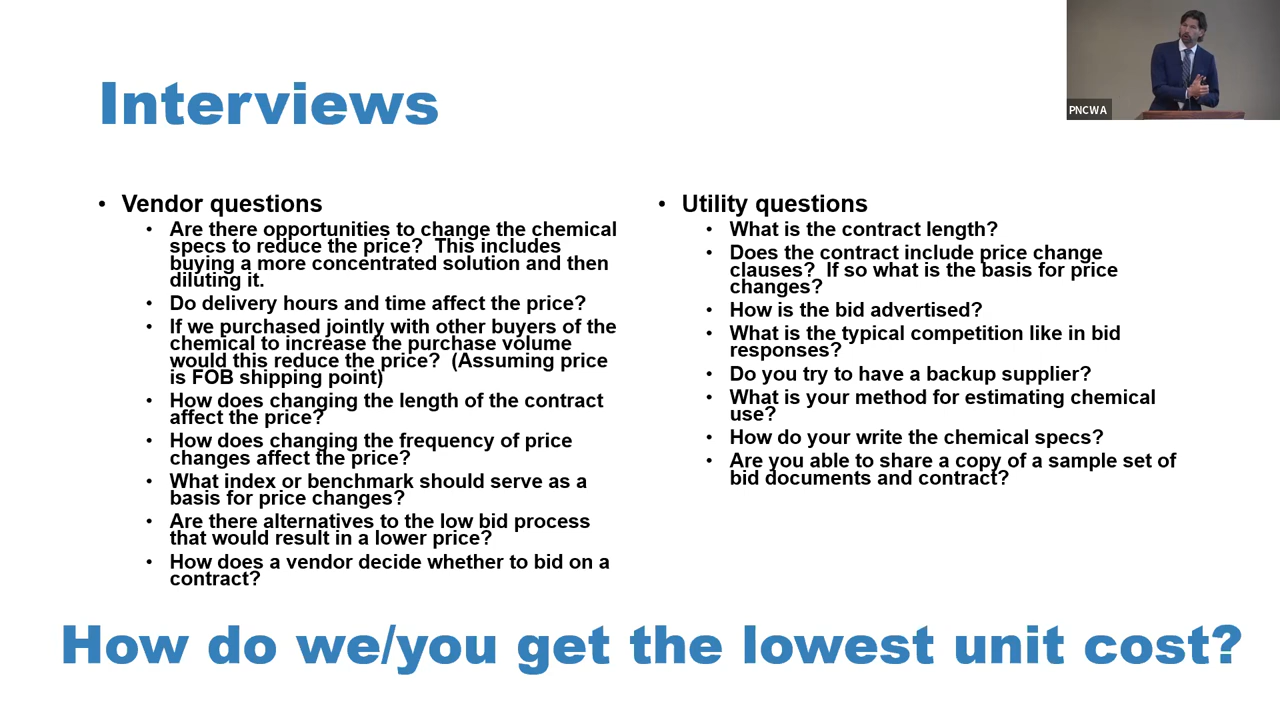 Interviews
PNCWA
• Vendor questions
• Are there opportunities to change the chemical
specs to reduce the price?  This includes
buying a more concentrated solution and then
diluting it.
• Do delivery hours and time affect the price?
• If we purchased jointly with other buyers of the
chemical to increase the purchase volume
would this reduce the price?  (Assuming price
is FOB shipping point)
• How does changing the length of the contract
affect the price?
• How does changing the frequency of price
changes affect the price?
• What index or benchmark should serve as a
basis for price changes?
• Are there alternatives to the low bid process
that would result in a lower price?
• How does a vendor decide whether to bid on a
contract?
• Utility questions
• What is the contract length?
• Does the contract include price change
clauses?  If so what is the basis for price
changes?
• How is the bid advertised?
• What is the typical competition like in bid
responses?
• Do you try to have a backup supplier?
• What is your method for estimating chemical
use?
• How do your write the chemical specs?
• Are you able to share a copy of a sample set of
bid documents and contract?
How do we/you get the lowest unit cost?